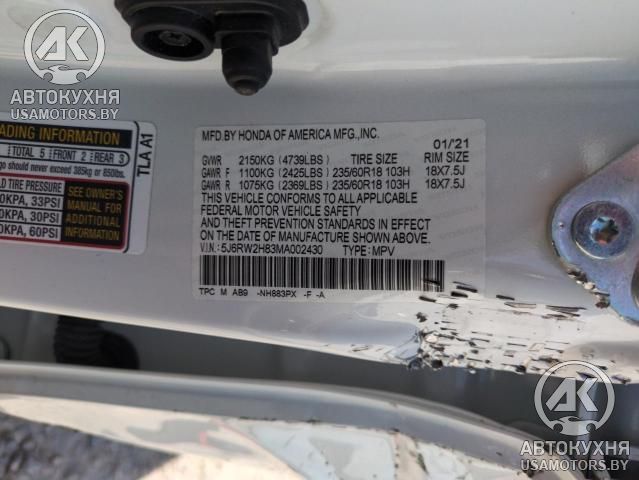 AK
АВТОКУХНЯ
USAMOTORS.BY
ADING INFORMATION
TOTAL 5 FRONT 2 REAR 3
go should never exceed 385kg or 850lbs.
TLA A1
LD TIRE PRESSURE
0KPA, 33PSI
0KPA, 30PSI
0KPA, 60PSI
SEE OWNER'S
MANUAL FOR
ADDITIONAL
INFORMATION
MFD.BY HONDA OF AMERICA MFG.,INC. 01/21
GVWR 2150KG (4739LBS) TIRE SIZE RIM SIZE
GAWR F 1100KG (2425LBS) 235/60R18 103H 18X7.5J
GAWR R 1075KG (2369LBS) 235/60R18 103H 18X7.5J
THIS VEHICLE CONFORMS TO ALL APPLICABLE
FEDERAL MOTOR VEHICLE SAFETY
AND THEFT PREVENTION STANDARDS IN EFFECT
ON THE DATE OF MANUFACTURE SHOWN ABOVE.
V.I.N: 5J6RW2H83MA002430 TYPE: MPV
TPC M AB9 -NH883PX -F -A
AK
АВТОКУХНЯ
USAMOTORS.BY